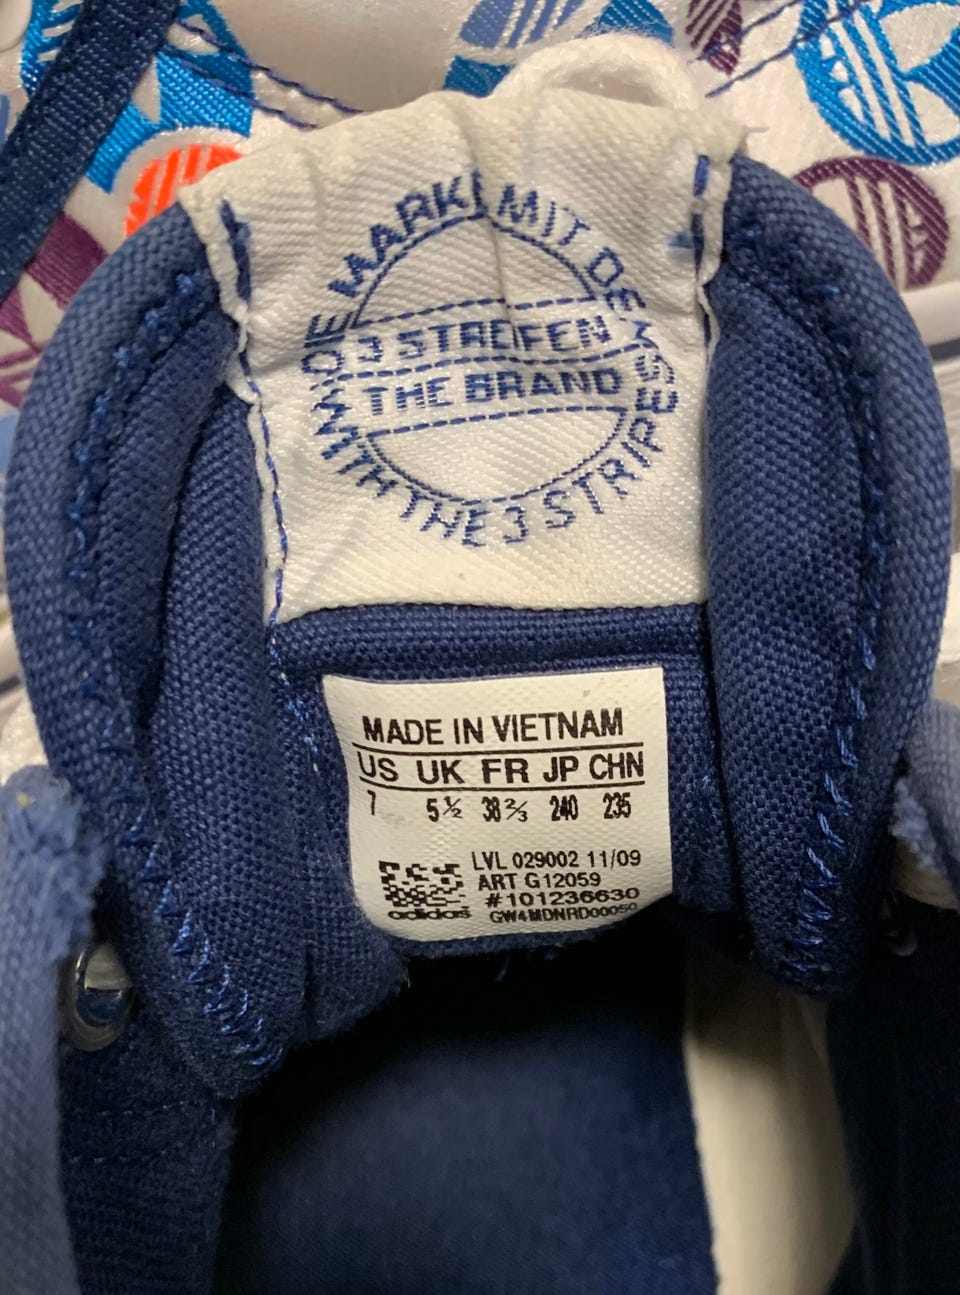 DIE MARKE MIT DEN
3 STREIFEN
THE BRAND
WITH THE 3 STRIPES
MADE IN VIETNAM
US UK FR JP CHN
7 5½ 38⅔ 240 235
LVL 029002 11/09
ART G12059
#101236630
adidas GW4MDNRD00050